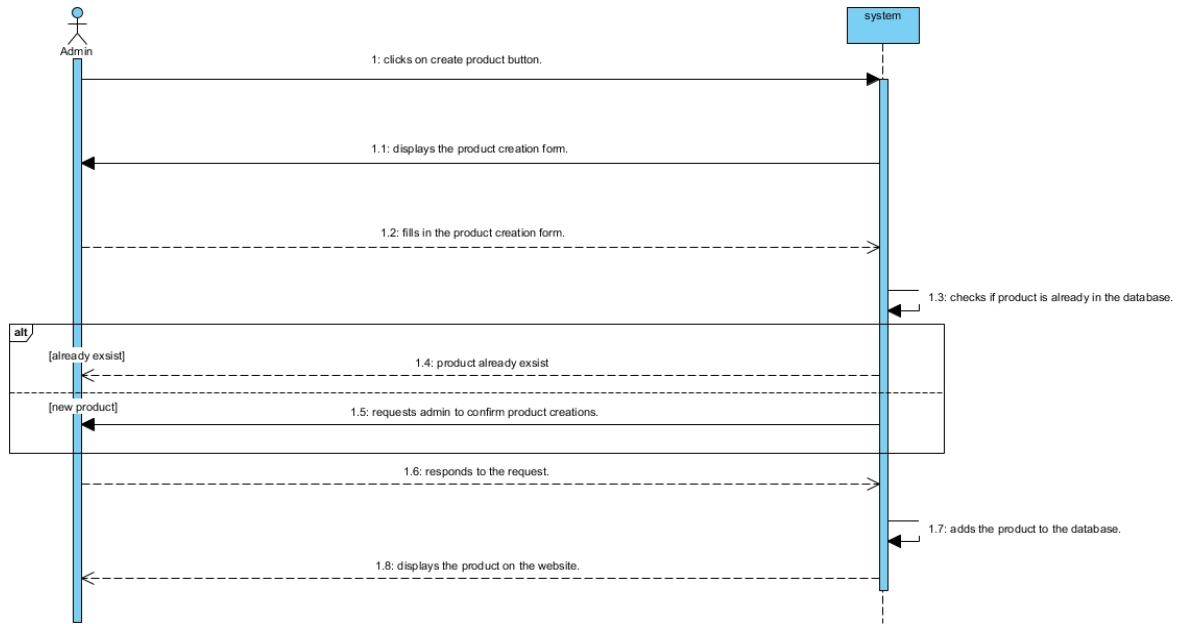 system
Admin
1: clicks on create product button.
1.1: displays the product creation form.
1.2: fills in the product creation form.
1.3: checks if product is already in the database.
alt
[already exsist]
1.4: product already exsist
[new product]
1.5: requests admin to confirm product creations.
1.6: responds to the request.
1.7: adds the product to the database.
1.8: displays the product on the website.